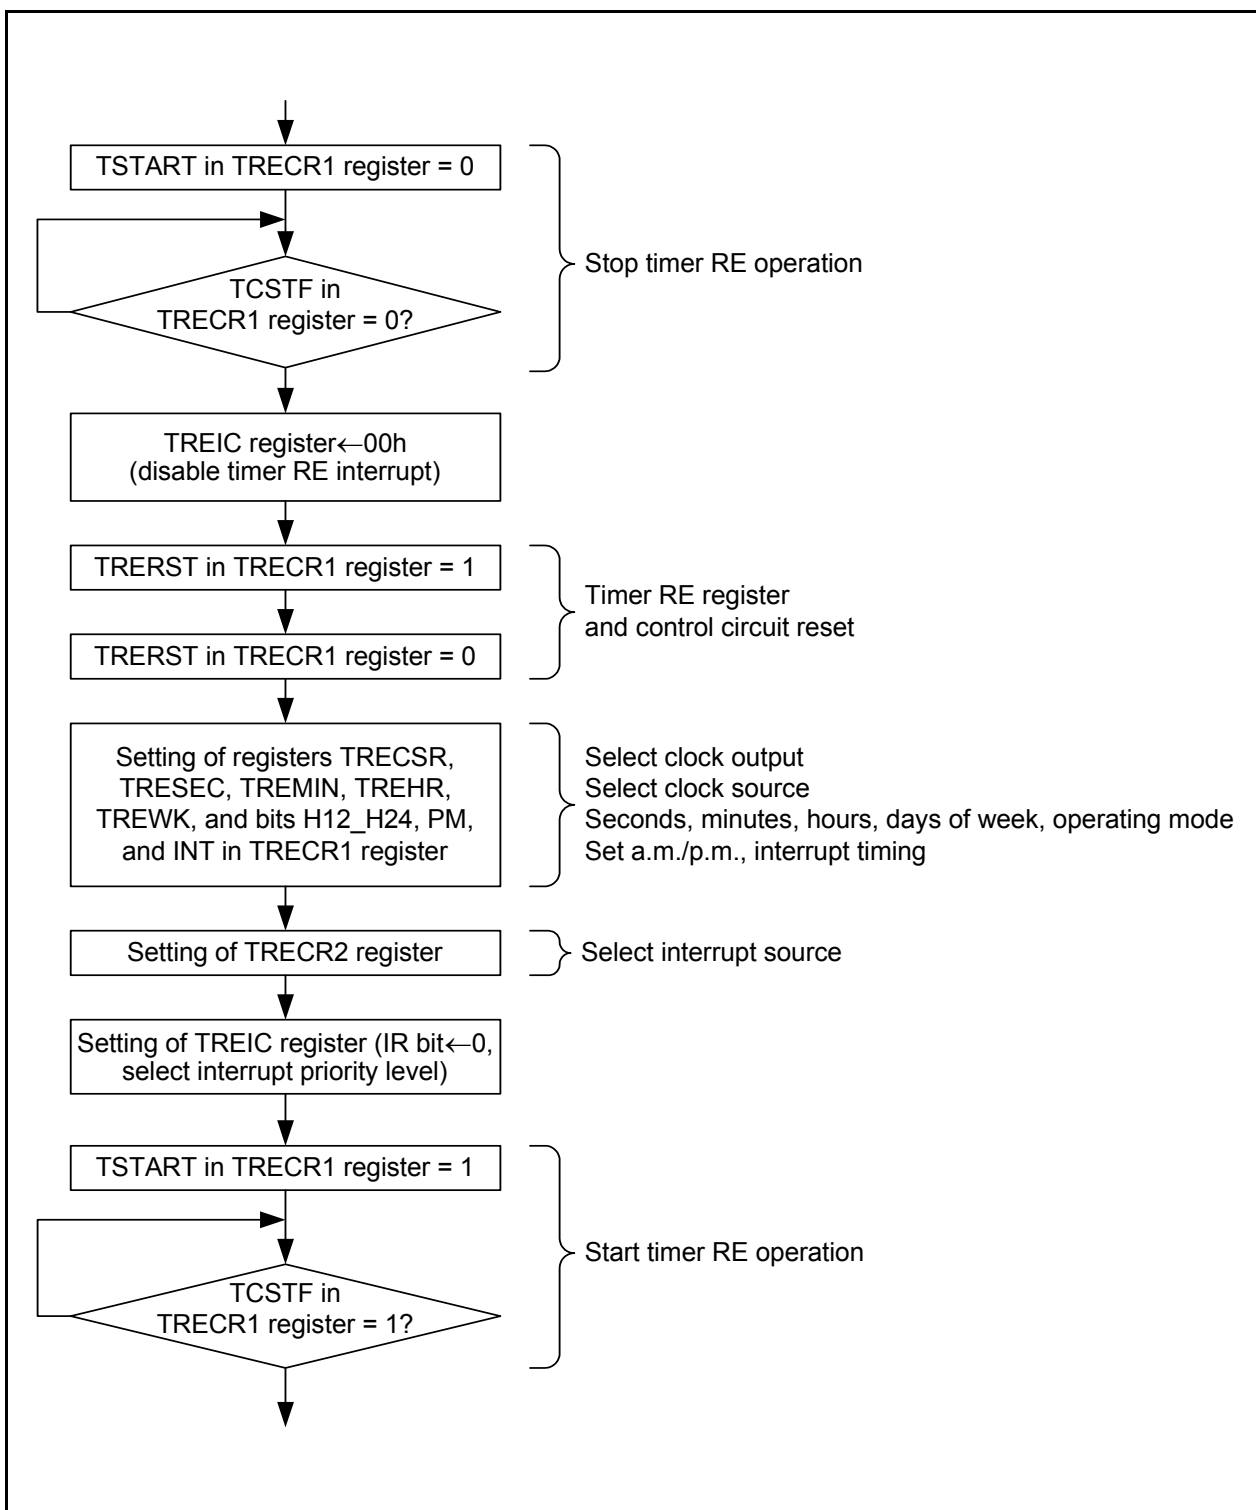 TSTART in TRECR1 register = 0
TCSTF in
TRECR1 register = 0?
Stop timer RE operation
TREIC register←00h
(disable timer RE interrupt)
TRERST in TRECR1 register = 1
Timer RE register
and control circuit reset
TRERST in TRECR1 register = 0
Setting of registers TRECSR,
TRESEC, TREMIN, TREHR,
TREWK, and bits H12_H24, PM,
and INT in TRECR1 register
Select clock output
Select clock source
Seconds, minutes, hours, days of week, operating mode
Set a.m./p.m., interrupt timing
Setting of TRECR2 register
Select interrupt source
Setting of TREIC register (IR bit←0,
select interrupt priority level)
TSTART in TRECR1 register = 1
TCSTF in
TRECR1 register = 1?
Start timer RE operation